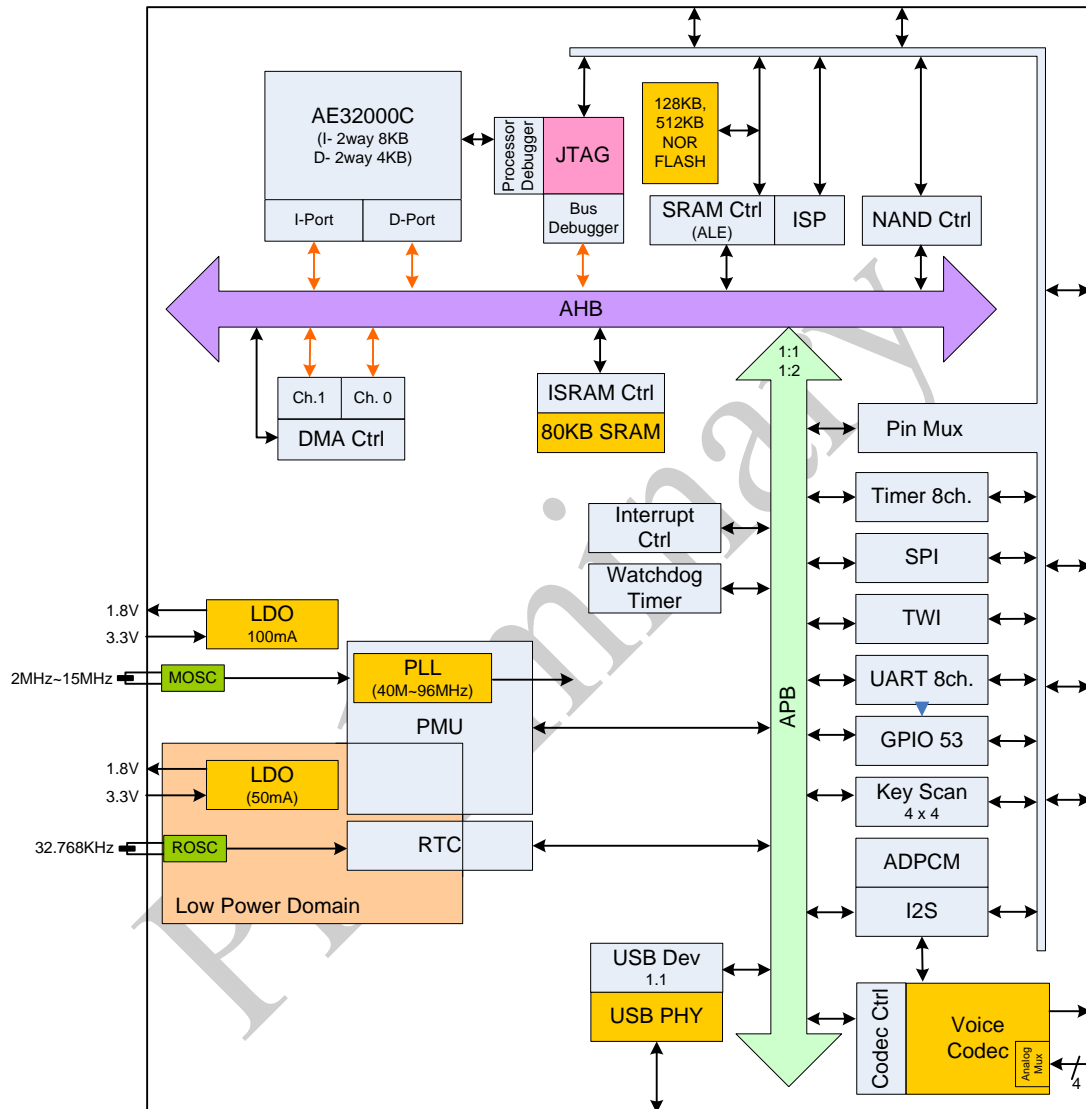 AE32000C
(I- 2way 8KB
D- 2way 4KB)
I-Port
D-Port
Processor
Debugger
JTAG
Bus
Debugger
128KB,
512KB
NOR
FLASH
SRAM Ctrl
(ALE)
ISP
NAND Ctrl
AHB
1:1
1:2
Ch.1
Ch. 0
DMA Ctrl
ISRAM Ctrl
80KB SRAM
Pin Mux
Timer 8ch.
Interrupt
Ctrl
SPI
Watchdog
Timer
TWI
1.8V
3.3V
LDO
100mA
2MHz~15MHz
MOSC
PLL
(40M~96MHz)
PMU
UART 8ch.
APB
GPIO 53
1.8V
3.3V
LDO
(50mA)
Key Scan
4 x 4
32.768KHz
ROSC
RTC
ADPCM
I2S
Low Power Domain
USB Dev
1.1
USB PHY
Codec Ctrl
Voice
Codec
Analog
Mux
4
Preliminary